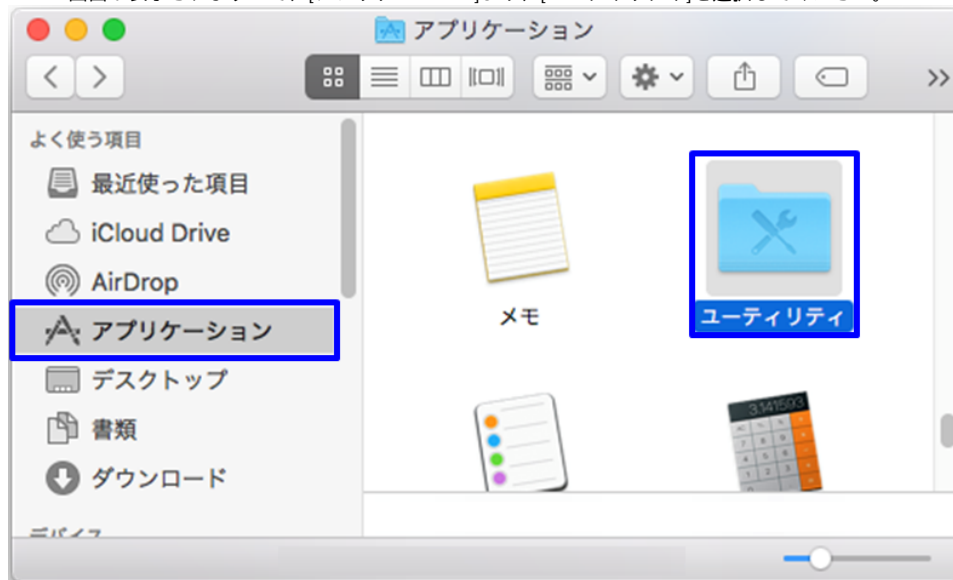 アプリケーション
よく使う項目
最近使った項目
iCloud Drive
AirDrop
アプリケーション
デスクトップ
書類
ダウンロード
メモ
ユーティリティ
3.141593